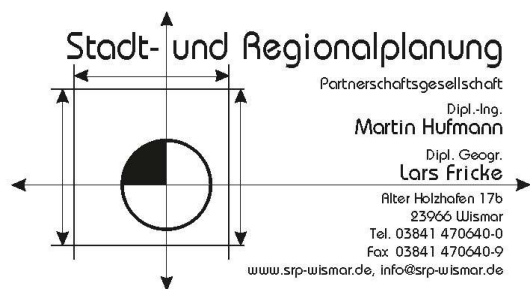 Stadt- und Regionalplanung
Partnerschaftsgesellschaft
Dipl.-Ing.
Martin Hufmann
Dipl. Geogr.
Lars Fricke
Alter Holzhafen 17b
23966 Wismar
Tel. 03841 470640-0
Fax 03841 470640-9
www.srp-wismar.de, info@srp-wismar.de